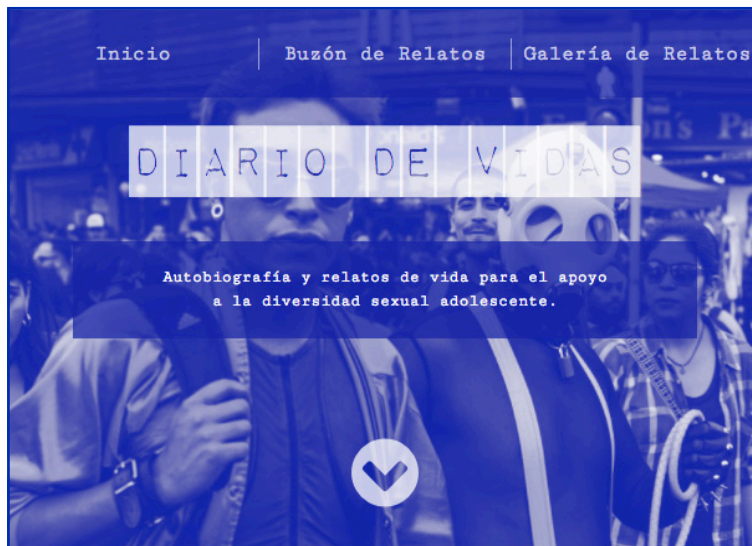 Inicio
Buzón de Relatos
Galería de Relatos
DIARIO DE VIDAS
Autobiografía y relatos de vida para el apoyo
a la diversidad sexual adolescente.